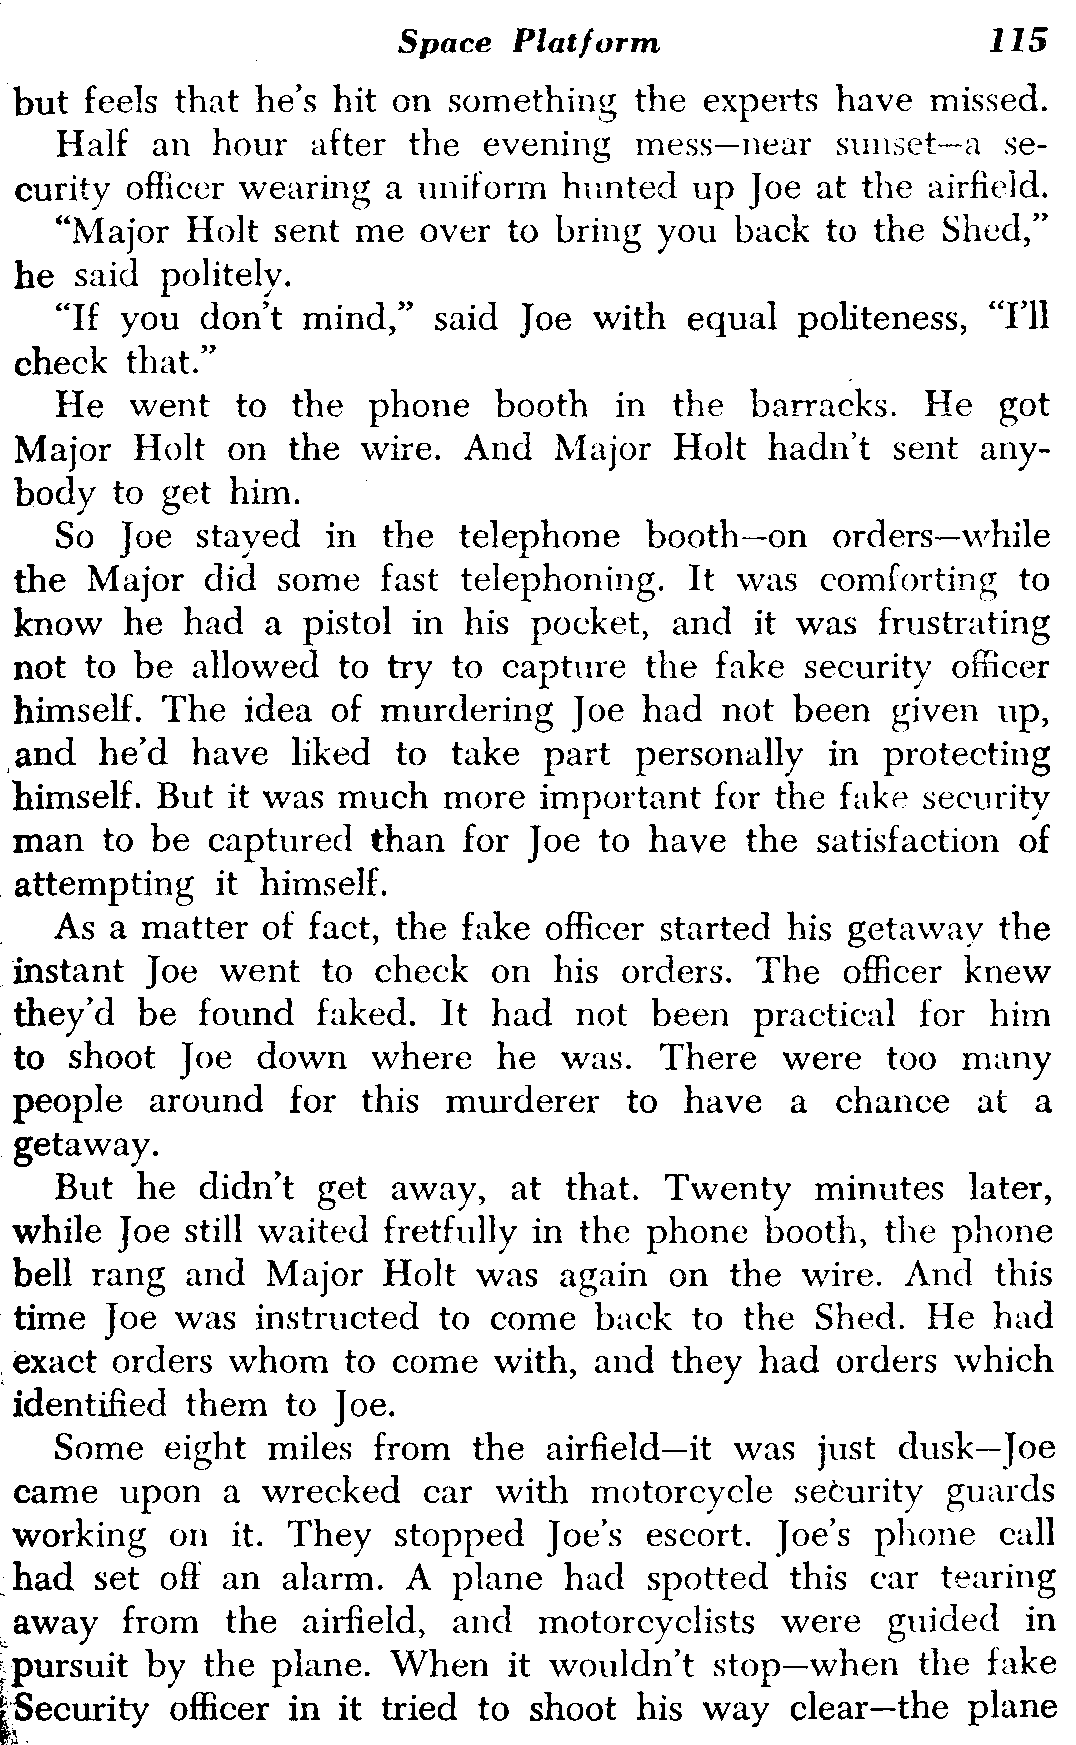 Space Platform 115
but feels that he's hit on something the experts have missed.
Half an hour after the evening mess—near sunset—a se-
curity officer wearing a uniform hunted up Joe at the airfield.
“Major Holt sent me over to bring you back to the Shed,”
he said politely.
“If you don't mind,” said Joe with equal politeness, “I'll
check that.”
He went to the phone booth in the barracks. He got
Major Holt on the wire. And Major Holt hadn't sent any-
body to get him.
So Joe stayed in the telephone booth—on orders—while
the Major did some fast telephoning. It was comforting to
know he had a pistol in his pocket, and it was frustrating
not to be allowed to try to capture the fake security officer
himself. The idea of murdering Joe had not been given up,
and he'd have liked to take part personally in protecting
himself. But it was much more important for the fake security
man to be captured than for Joe to have the satisfaction of
attempting it himself.
As a matter of fact, the fake officer started his getaway the
instant Joe went to check on his orders. The officer knew
they'd be found faked. It had not been practical for him
to shoot Joe down where he was. There were too many
people around for this murderer to have a chance at a
getaway.
But he didn't get away, at that. Twenty minutes later,
while Joe still waited fretfully in the phone booth, the phone
bell rang and Major Holt was again on the wire. And this
time Joe was instructed to come back to the Shed. He had
exact orders whom to come with, and they had orders which
identified them to Joe.
Some eight miles from the airfield—it was just dusk—Joe
came upon a wrecked car with motorcycle security guards
working on it. They stopped Joe's escort. Joe's phone call
had set off an alarm. A plane had spotted this car tearing
away from the airfield, and motorcyclists were guided in
pursuit by the plane. When it wouldn't stop—when the fake
Security officer in it tried to shoot his way clear—the plane